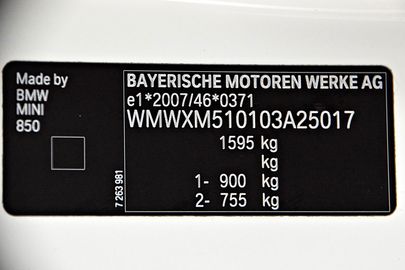 Made by
BMW
MINI
850
7 263 981
BAYERISCHE MOTOREN WERKE AG
e1*2007/46*0371
WMWXM510103A25017
1595 kg
kg
1- 900 kg
2- 755 kg